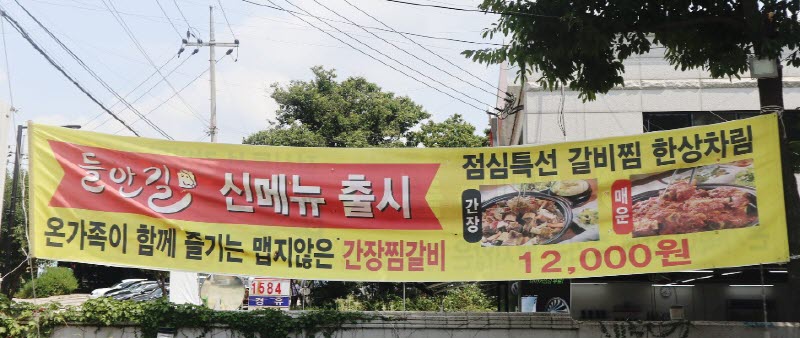 들안길 신메뉴 출시
온가족이 함께 즐기는 맵지않은 간장찜갈비
점심특선 갈비찜 한상차림
간장
매운
12,000원
1584
경유